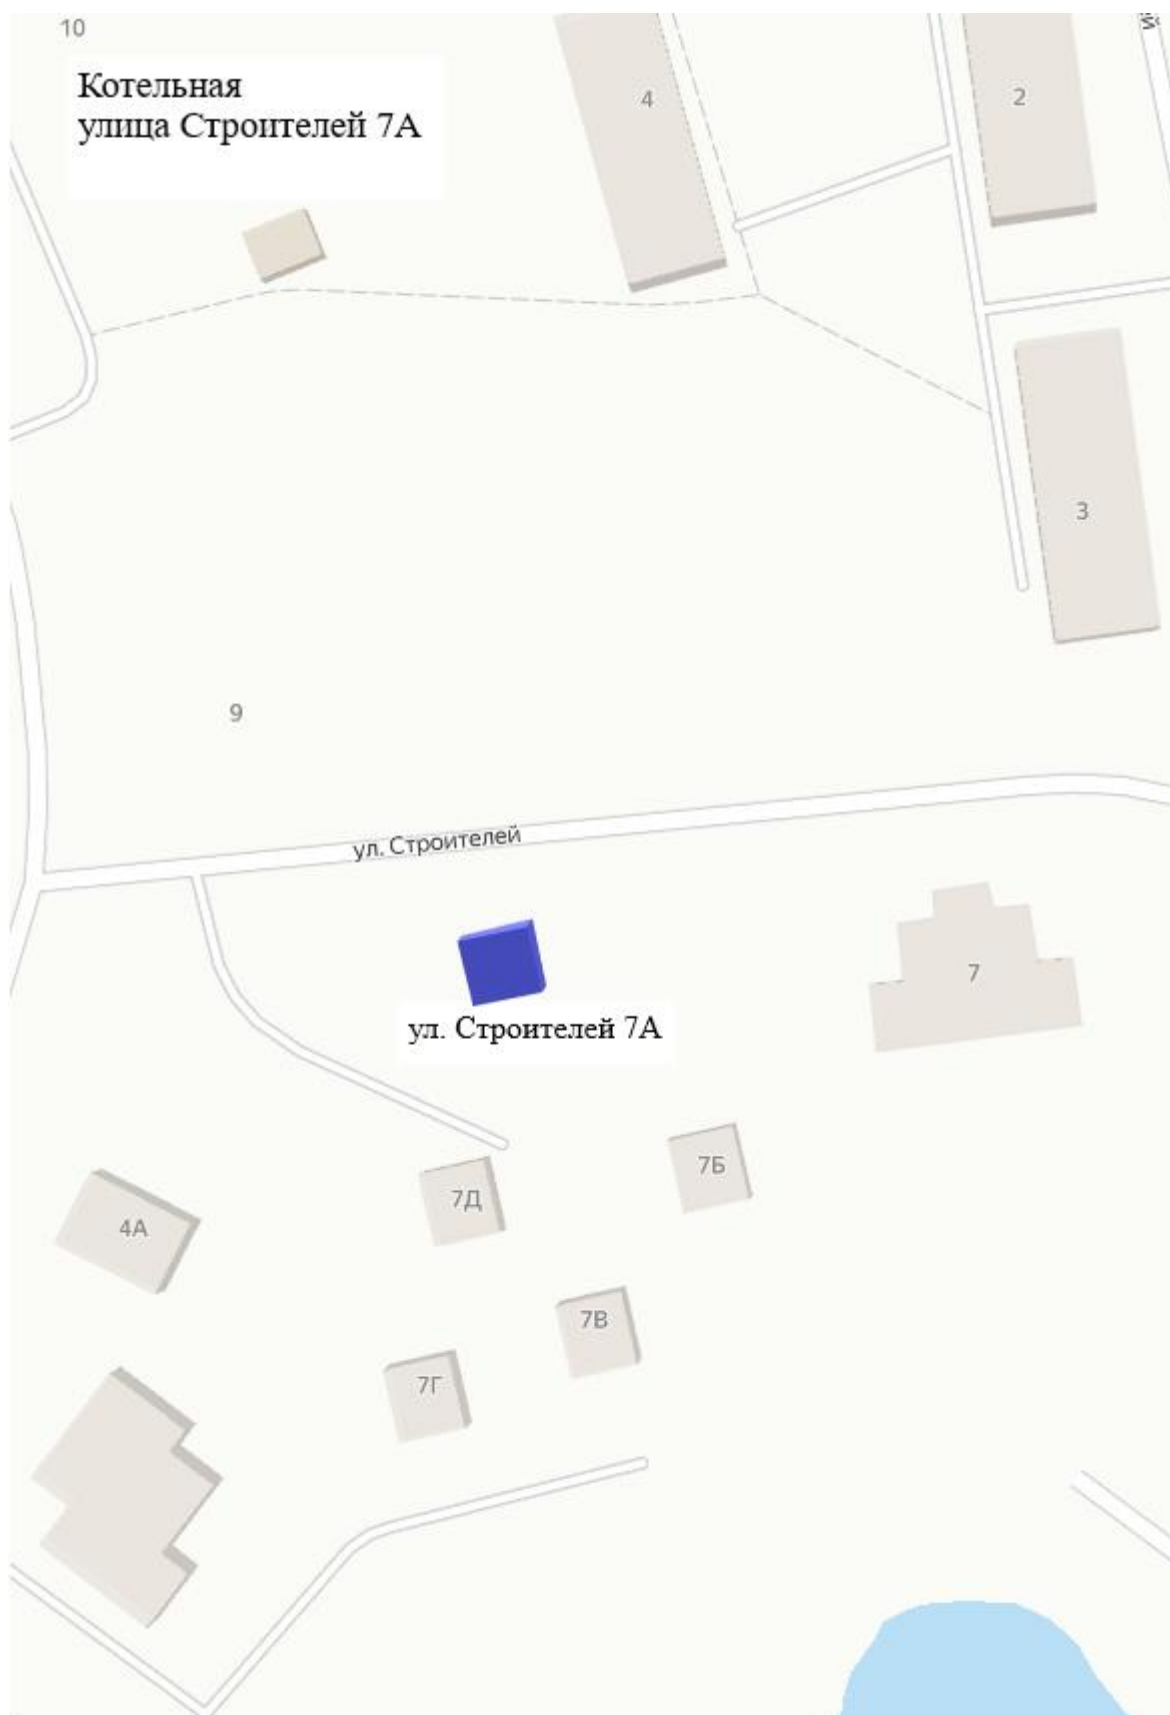 10
Котельная
улица Строителей 7А
4
2
3
9
ул. Строителей
7
ул. Строителей 7А
7Б
7Д
4А
7В
7Г